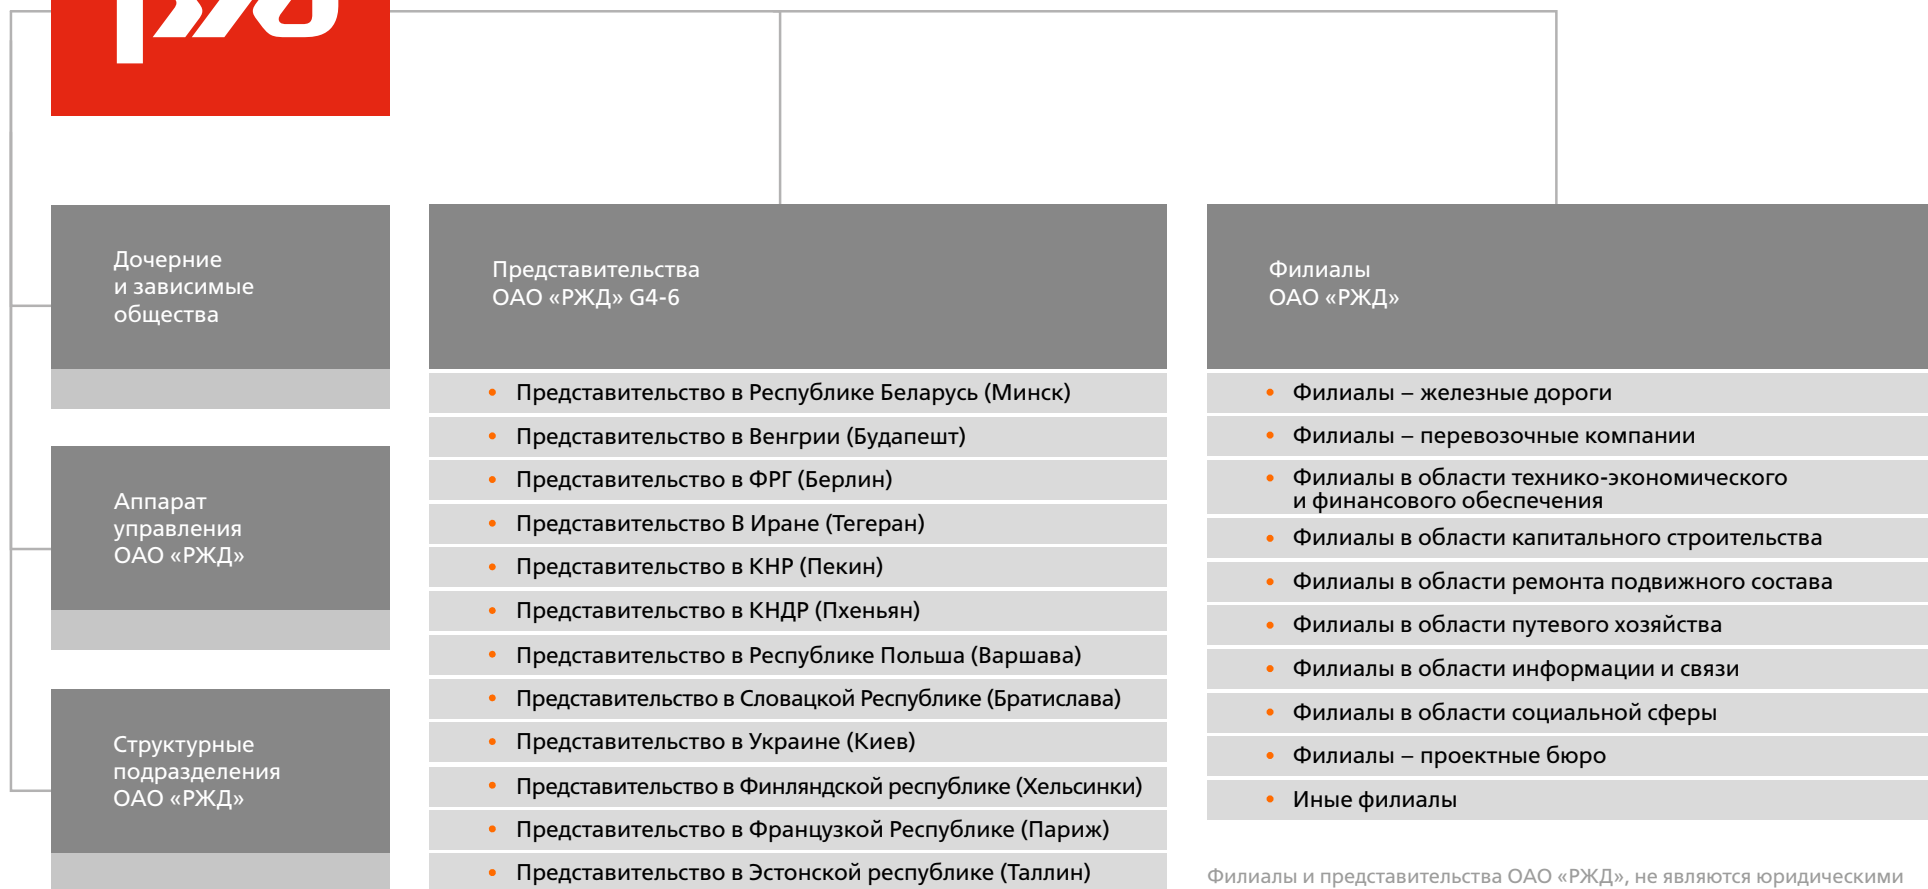 Дочерние
и зависимые
общества
Аппарат
управления
ОАО «РЖД»
Структурные
подразделения
ОАО «РЖД»
Представительства
ОАО «РЖД» G4-6
• Представительство в Республике Беларусь (Минск)
• Представительство в Венгрии (Будапешт)
• Представительство в ФРГ (Берлин)
• Представительство В Иране (Тегеран)
• Представительство в КНР (Пекин)
• Представительство в КНДР (Пхеньян)
• Представительство в Республике Польша (Варшава)
• Представительство в Словацкой Республике (Братислава)
• Представительство в Украине (Киев)
• Представительство в Финляндской республике (Хельсинки)
• Представительство в Французкой Республике (Париж)
• Представительство в Эстонской республике (Таллин)
Филиалы
ОАО «РЖД»
• Филиалы – железные дороги
• Филиалы – перевозочные компании
• Филиалы в области технико-экономического
и финансового обеспечения
• Филиалы в области капитального строительства
• Филиалы в области ремонта подвижного состава
• Филиалы в области путевого хозяйства
• Филиалы в области информации и связи
• Филиалы в области социальной сферы
• Филиалы – проектные бюро
• Иные филиалы
Филиалы и представительства ОАО «РЖД», не являются юридическими